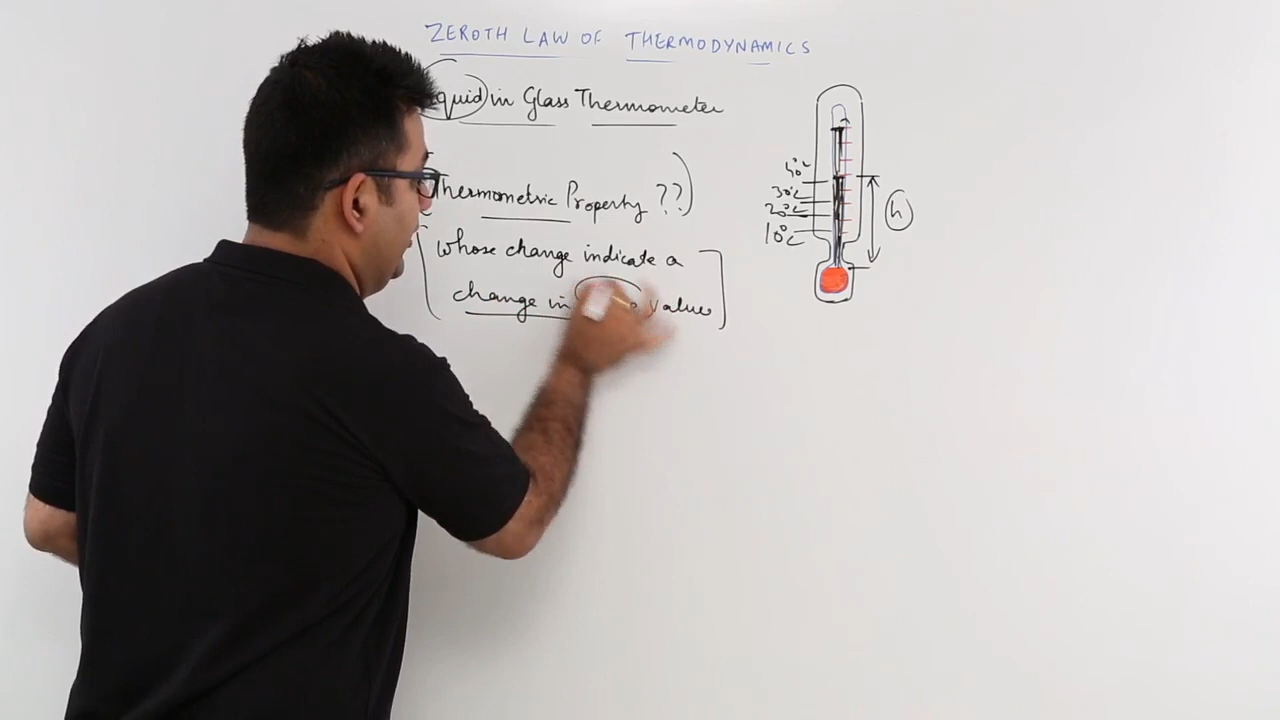 ZEROTH LAW OF THERMODYNAMICS
quid in Glass Thermometer
Thermometric Property ??
whose change indicate a
change in value
40°C
30°C
20°C
10°C
h